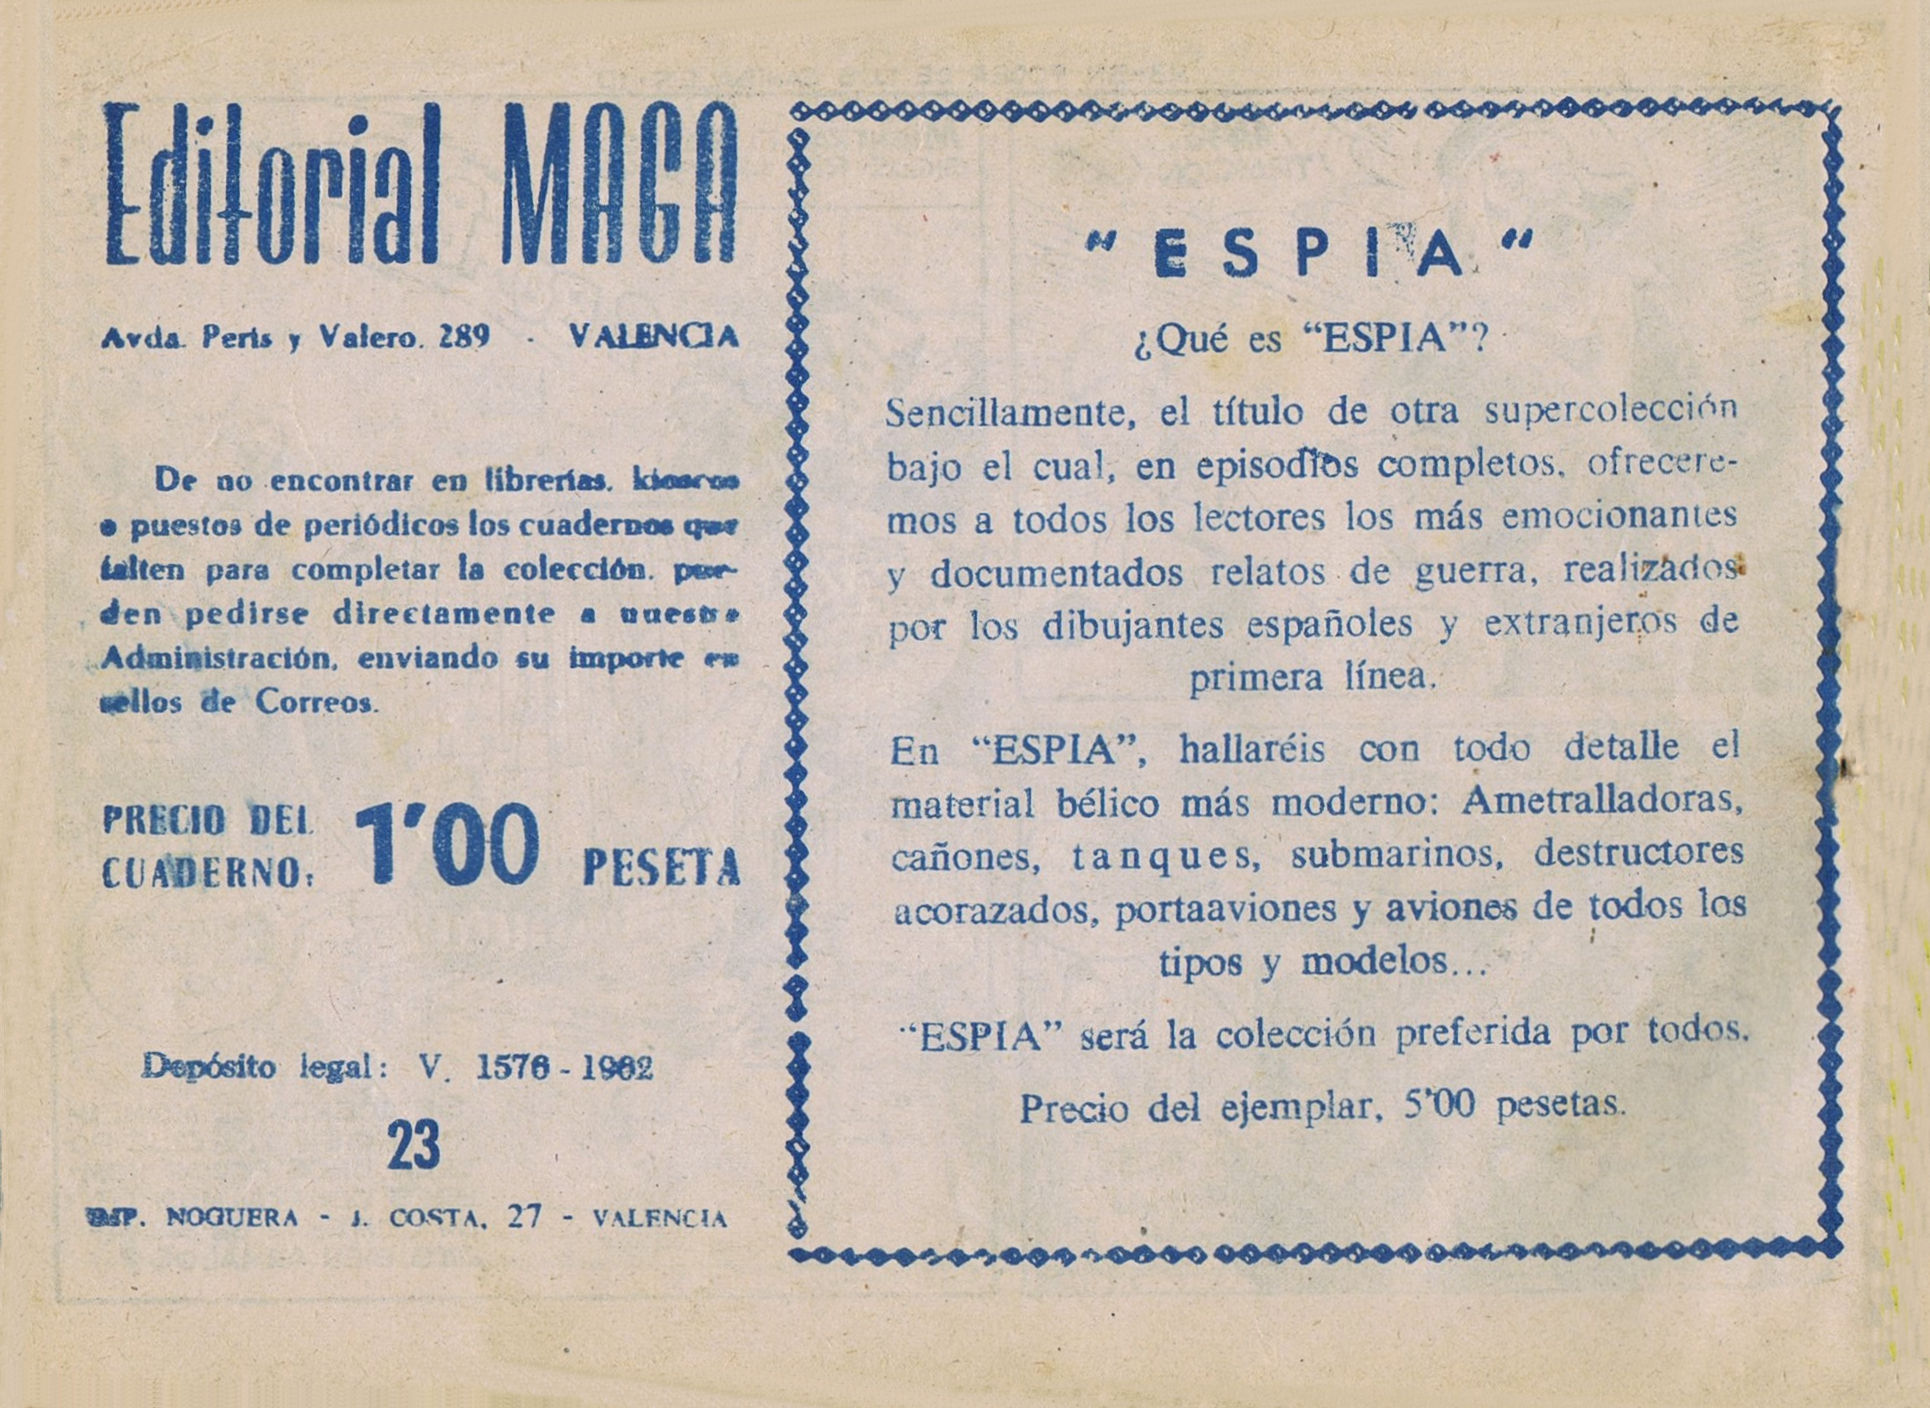 Editorial MAGA
Avda. Peris y Valero. 289 - VALENCIA
De no encontrar en librerías, kioscos
o puestos de periódicos los cuadernos que
falten para completar la colección, pue-
den pedirse directamente a nuestra
Administración, enviando su importe en
sellos de Correos.
PRECIO DEL
CUADERNO: 1'00 PESETA
Depósito legal: V. 1576 - 1962
23
IMP. NOGUERA - J. COSTA, 27 - VALENCIA
"ESPIA"
¿Qué es “ESPIA”?
Sencillamente, el título de otra supercolección
bajo el cual, en episodios completos, ofrecere-
mos a todos los lectores los más emocionantes
y documentados relatos de guerra, realizados
por los dibujantes españoles y extranjeros de
primera línea.
En “ESPIA”, hallaréis con todo detalle el
material bélico más moderno: Ametralladoras,
cañones, tanques, submarinos, destructores
acorazados, portaaviones y aviones de todos los
tipos y modelos...
“ESPIA” será la colección preferida por todos.
Precio del ejemplar, 5'00 pesetas.